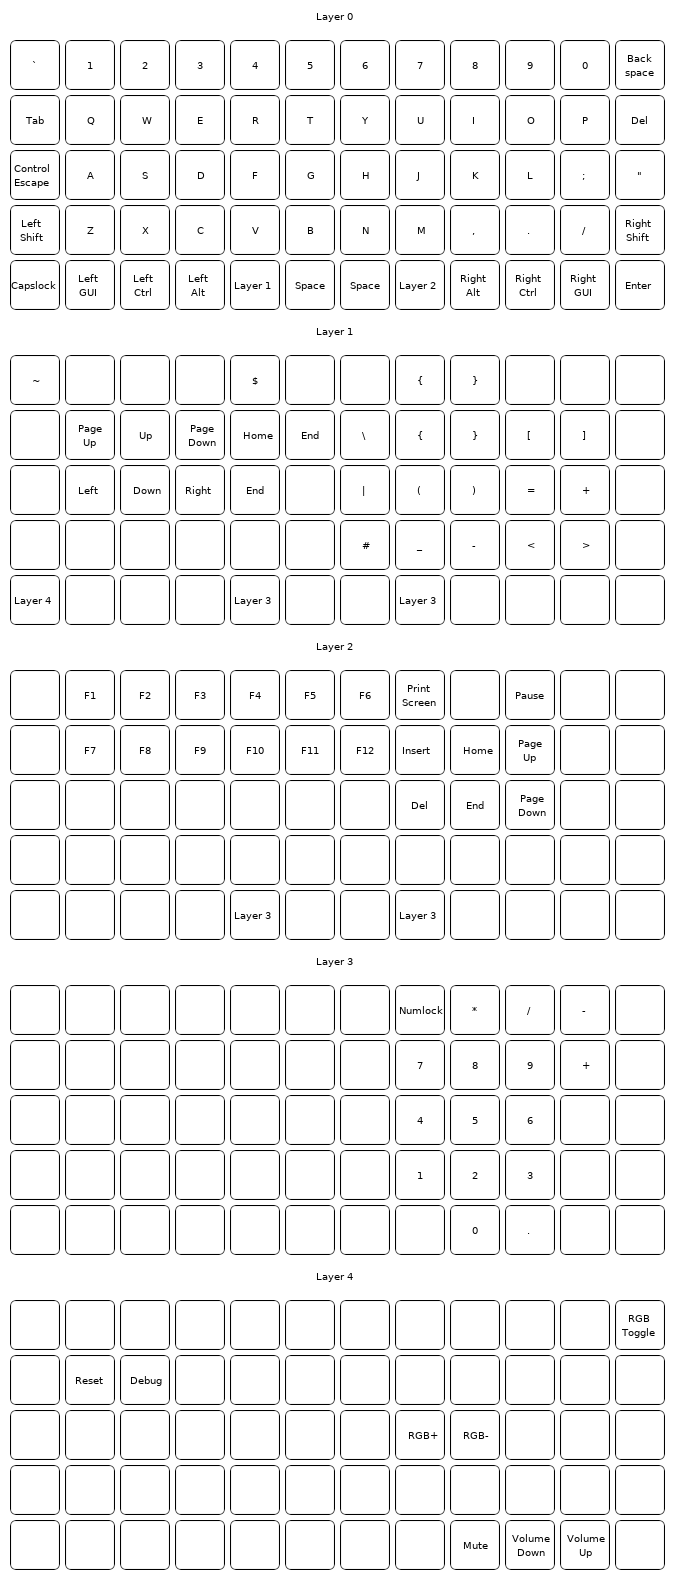 Layer 0
` 1 2 3 4 5 6 7 8 9 0 Back
space
Tab Q W E R T Y U I O P Del
Control
Escape A S D F G H J K L ; "
Left
Shift Z X C V B N M , . / Right
Shift
Capslock Left
GUI Left
Ctrl Left
Alt Layer 1 Space Space Layer 2 Right
Alt Right
Ctrl Right
GUI Enter
Layer 1
~ $ { }
Page
Up Up Page
Down Home End \ { } [ ]
Left Down Right End | ( ) = +
# _ - < >
Layer 4 Layer 3 Layer 3
Layer 2
F1 F2 F3 F4 F5 F6 Print
Screen Pause
F7 F8 F9 F10 F11 F12 Insert Home Page
Up
Del End Page
Down
Layer 3 Layer 3
Layer 3
Numlock * / -
7 8 9 +
4 5 6
1 2 3
0 .
Layer 4
RGB
Toggle
Reset Debug
RGB+ RGB-
Mute Volume
Down Volume
Up